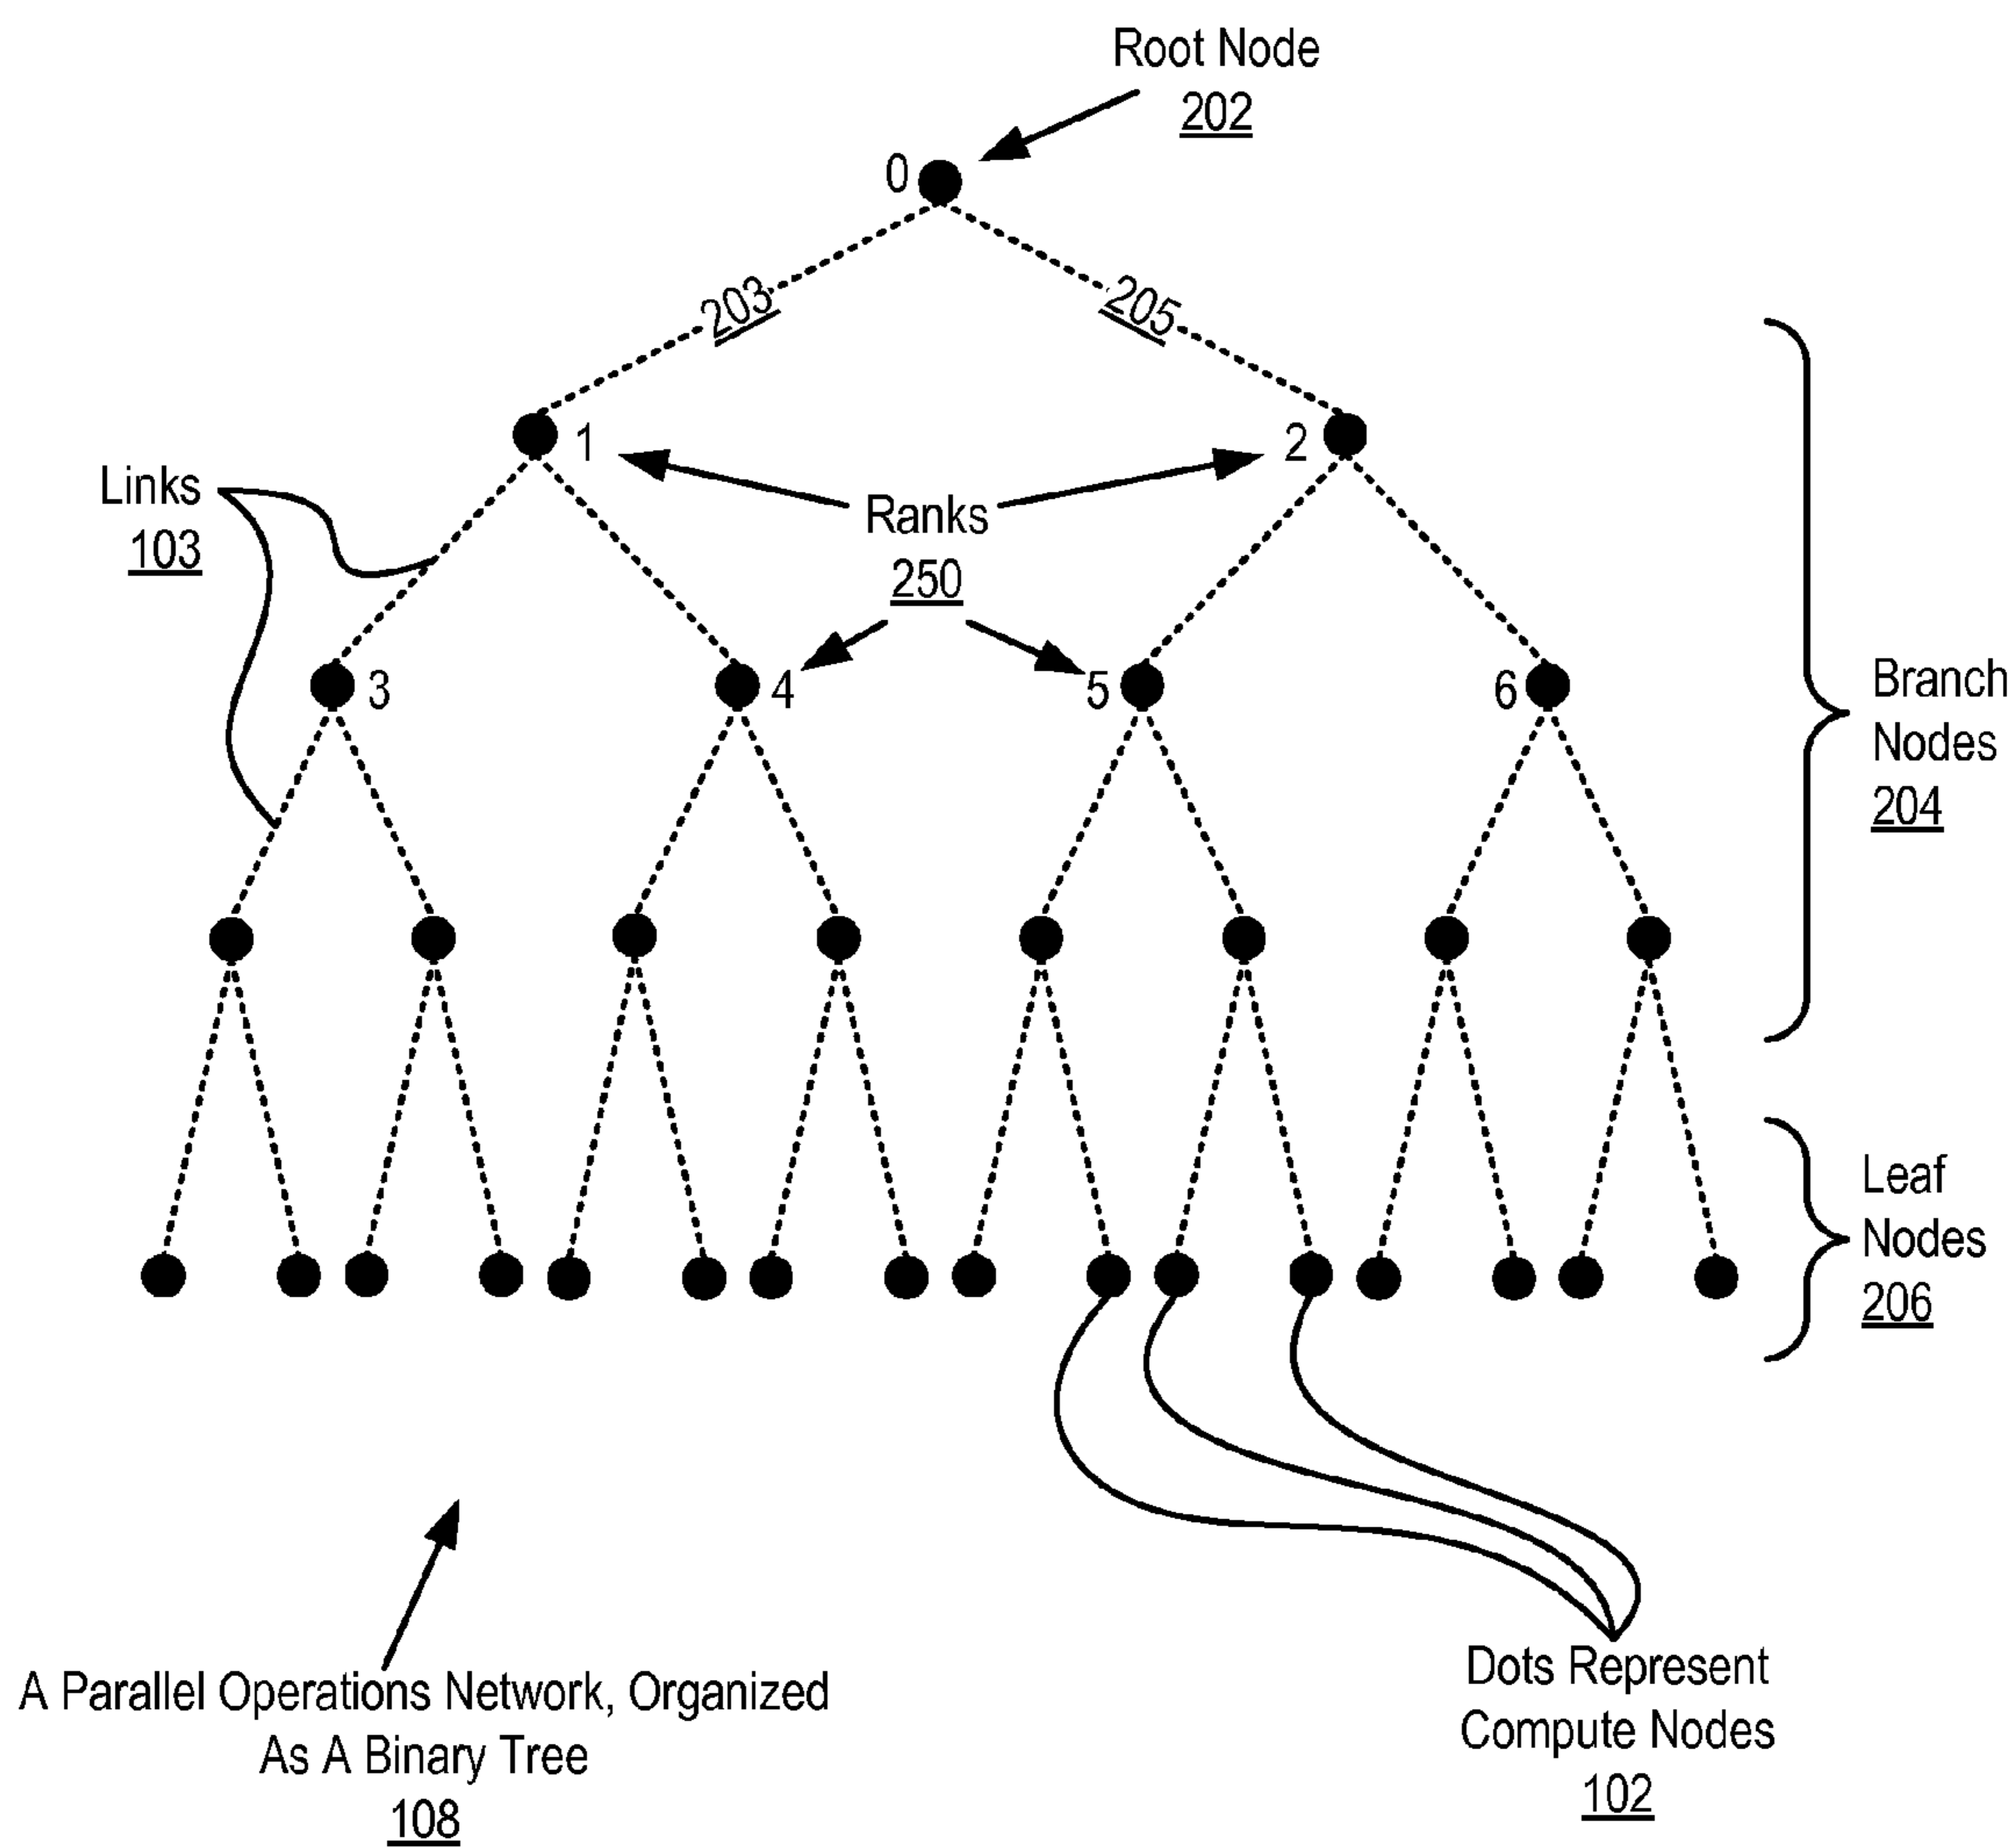 Root Node
202
0
203
205
1
2
Links
103
Ranks
250
3
4
5
6
Branch
Nodes
204
Leaf
Nodes
206
A Parallel Operations Network, Organized
As A Binary Tree
108
Dots Represent
Compute Nodes
102